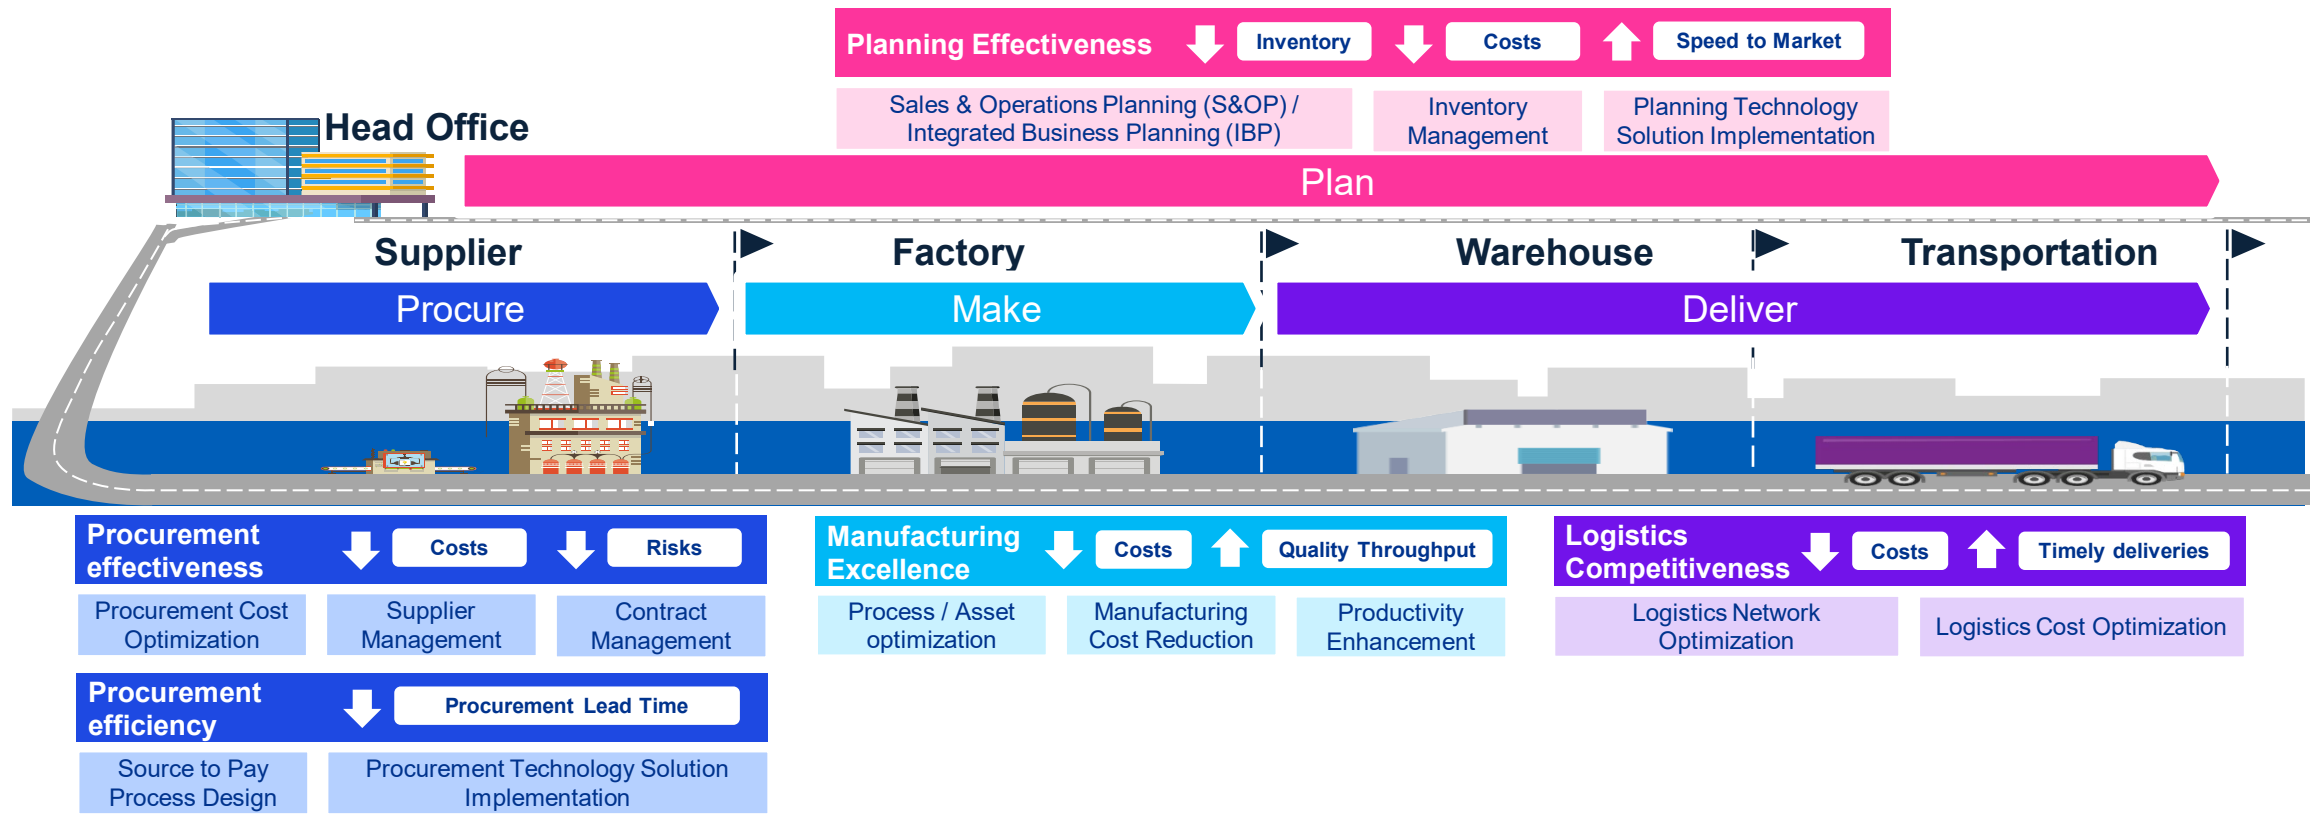 Planning Effectiveness
Inventory
Costs
Speed to Market
Sales & Operations Planning (S&OP) /
Integrated Business Planning (IBP)
Inventory
Management
Planning Technology
Solution Implementation
Head Office
Plan
Supplier
Factory
Warehouse
Transportation
Procure
Make
Deliver
Procurement
effectiveness
Costs
Risks
Procurement Cost
Optimization
Supplier
Management
Contract
Management
Manufacturing
Excellence
Costs
Quality Throughput
Process / Asset
optimization
Manufacturing
Cost Reduction
Productivity
Enhancement
Logistics
Competitiveness
Costs
Timely deliveries
Logistics Network
Optimization
Logistics Cost Optimization
Procurement
efficiency
Procurement Lead Time
Source to Pay
Process Design
Procurement Technology Solution
Implementation